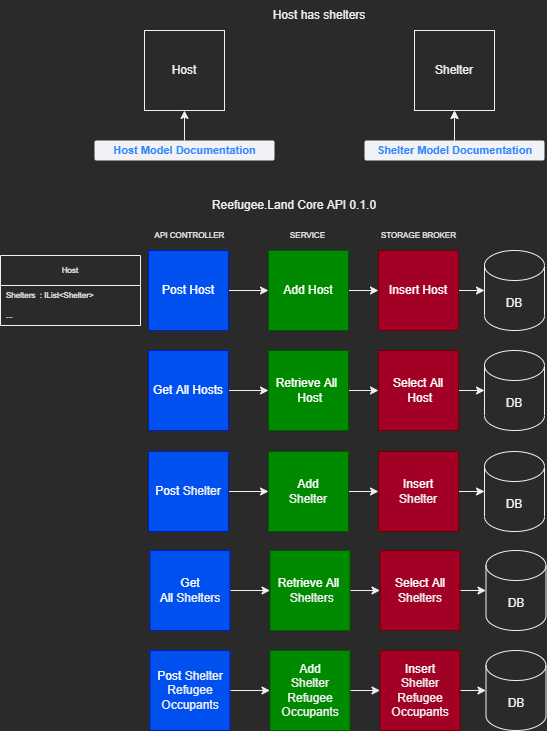 Host has shelters
Host
Shelter
Host Model Documentation
Shelter Model Documentation
Reefugee.Land Core API 0.1.0
API CONTROLLER
SERVICE
STORAGE BROKER
Host
Shelters : IList<Shelter>
...
Post Host
Add Host
Insert Host
DB
Get All Hosts
Retrieve All
Host
Select All
Host
DB
Post Shelter
Add
Shelter
Insert
Shelter
DB
Get
All Shelters
Retrieve All
Shelters
Select All
Shelters
DB
Post Shelter
Refugee
Occupants
Add
Shelter
Refugee
Occupants
Insert
Shelter
Refugee
Occupants
DB